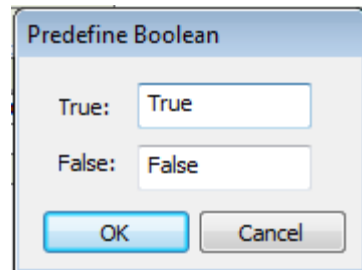 Predefine Boolean
True: True
False: False
OK Cancel